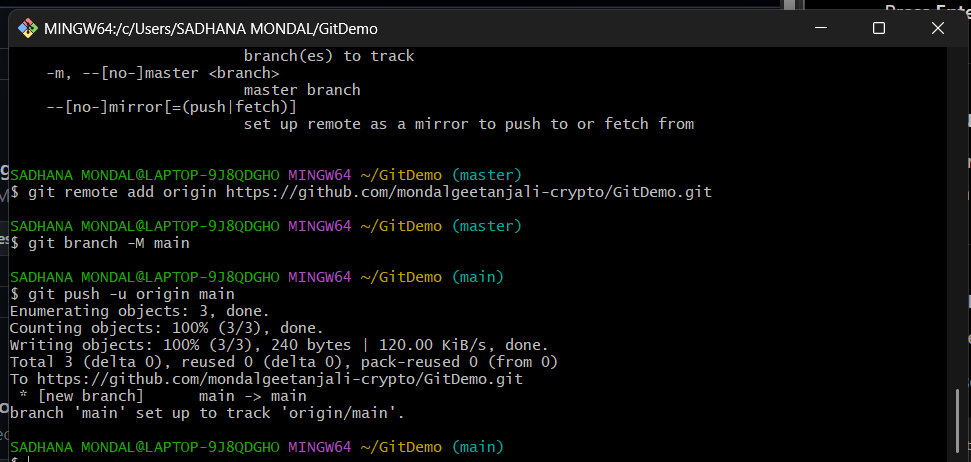 Press Ente
MINGW64:/c/Users/SADHANA MONDAL/GitDemo
branch(es) to track
-m, --[no-]master <branch>
master branch
--[no-]mirror[=(push|fetch)]
set up remote as a mirror to push to or fetch from
SADHANA MONDAL@LAPTOP-9J8QDGHO MINGW64 ~/GitDemo (master)
$ git remote add origin https://github.com/mondalgeetanjali-crypto/GitDemo.git
SADHANA MONDAL@LAPTOP-9J8QDGHO MINGW64 ~/GitDemo (master)
$ git branch -M main
SADHANA MONDAL@LAPTOP-9J8QDGHO MINGW64 ~/GitDemo (main)
$ git push -u origin main
Enumerating objects: 3, done.
Counting objects: 100% (3/3), done.
Writing objects: 100% (3/3), 240 bytes | 120.00 KiB/s, done.
Total 3 (delta 0), reused 0 (delta 0), pack-reused 0 (from 0)
To https://github.com/mondalgeetanjali-crypto/GitDemo.git
 * [new branch]      main -> main
branch 'main' set up to track 'origin/main'.
SADHANA MONDAL@LAPTOP-9J8QDGHO MINGW64 ~/GitDemo (main)
$